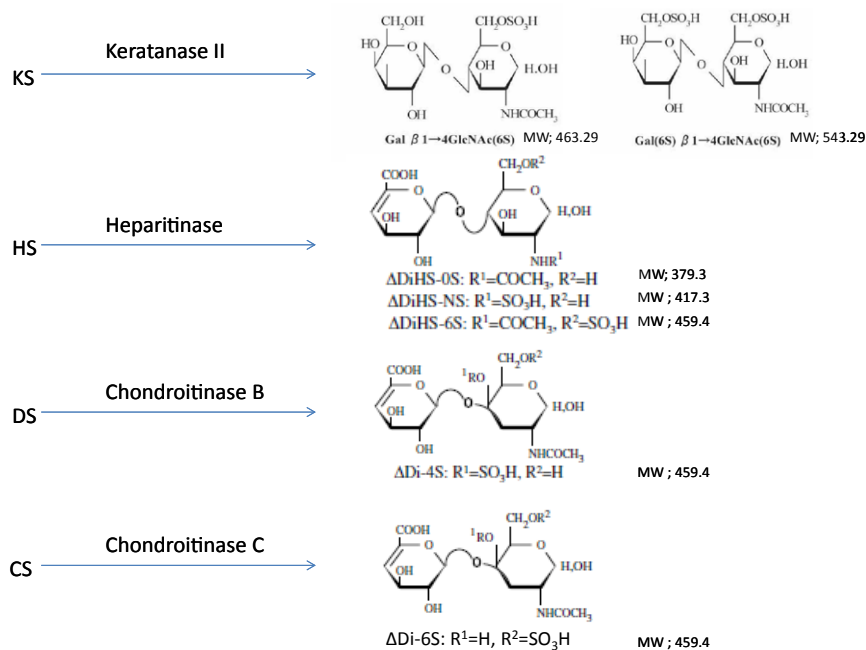 KS
Keratanase II
CH₂OH
CH₂OSO₃H
HO
O
O
O
OH
H.OH
OH
NHCOCH₃
Gal β 1→4GlcNAc(6S) MW; 463.29
CH₂OSO₃H
CH₂OSO₃H
HO
O
O
O
OH
H.OH
OH
NHCOCH₃
Gal(6S) β 1→4GlcNAc(6S) MW; 543.29
HS
Heparitinase
COOH
CH₂OR²
O
O
O
OH
OH
H,OH
OH
NHR¹
ΔDiHS-0S: R¹=COCH₃, R²=H MW; 379.3
ΔDiHS-NS: R¹=SO₃H, R²=H MW ; 417.3
ΔDiHS-6S: R¹=COCH₃, R²=SO₃H MW ; 459.4
DS
Chondroitinase B
COOH
CH₂OR²
¹RO
O
O
O
OH
H,OH
OH
NHCOCH₃
ΔDi-4S: R¹=SO₃H, R²=H MW ; 459.4
CS
Chondroitinase C
COOH
CH₂OR²
¹RO
O
O
O
OH
H,OH
OH
NHCOCH₃
ΔDi-6S: R¹=H, R²=SO₃H MW ; 459.4